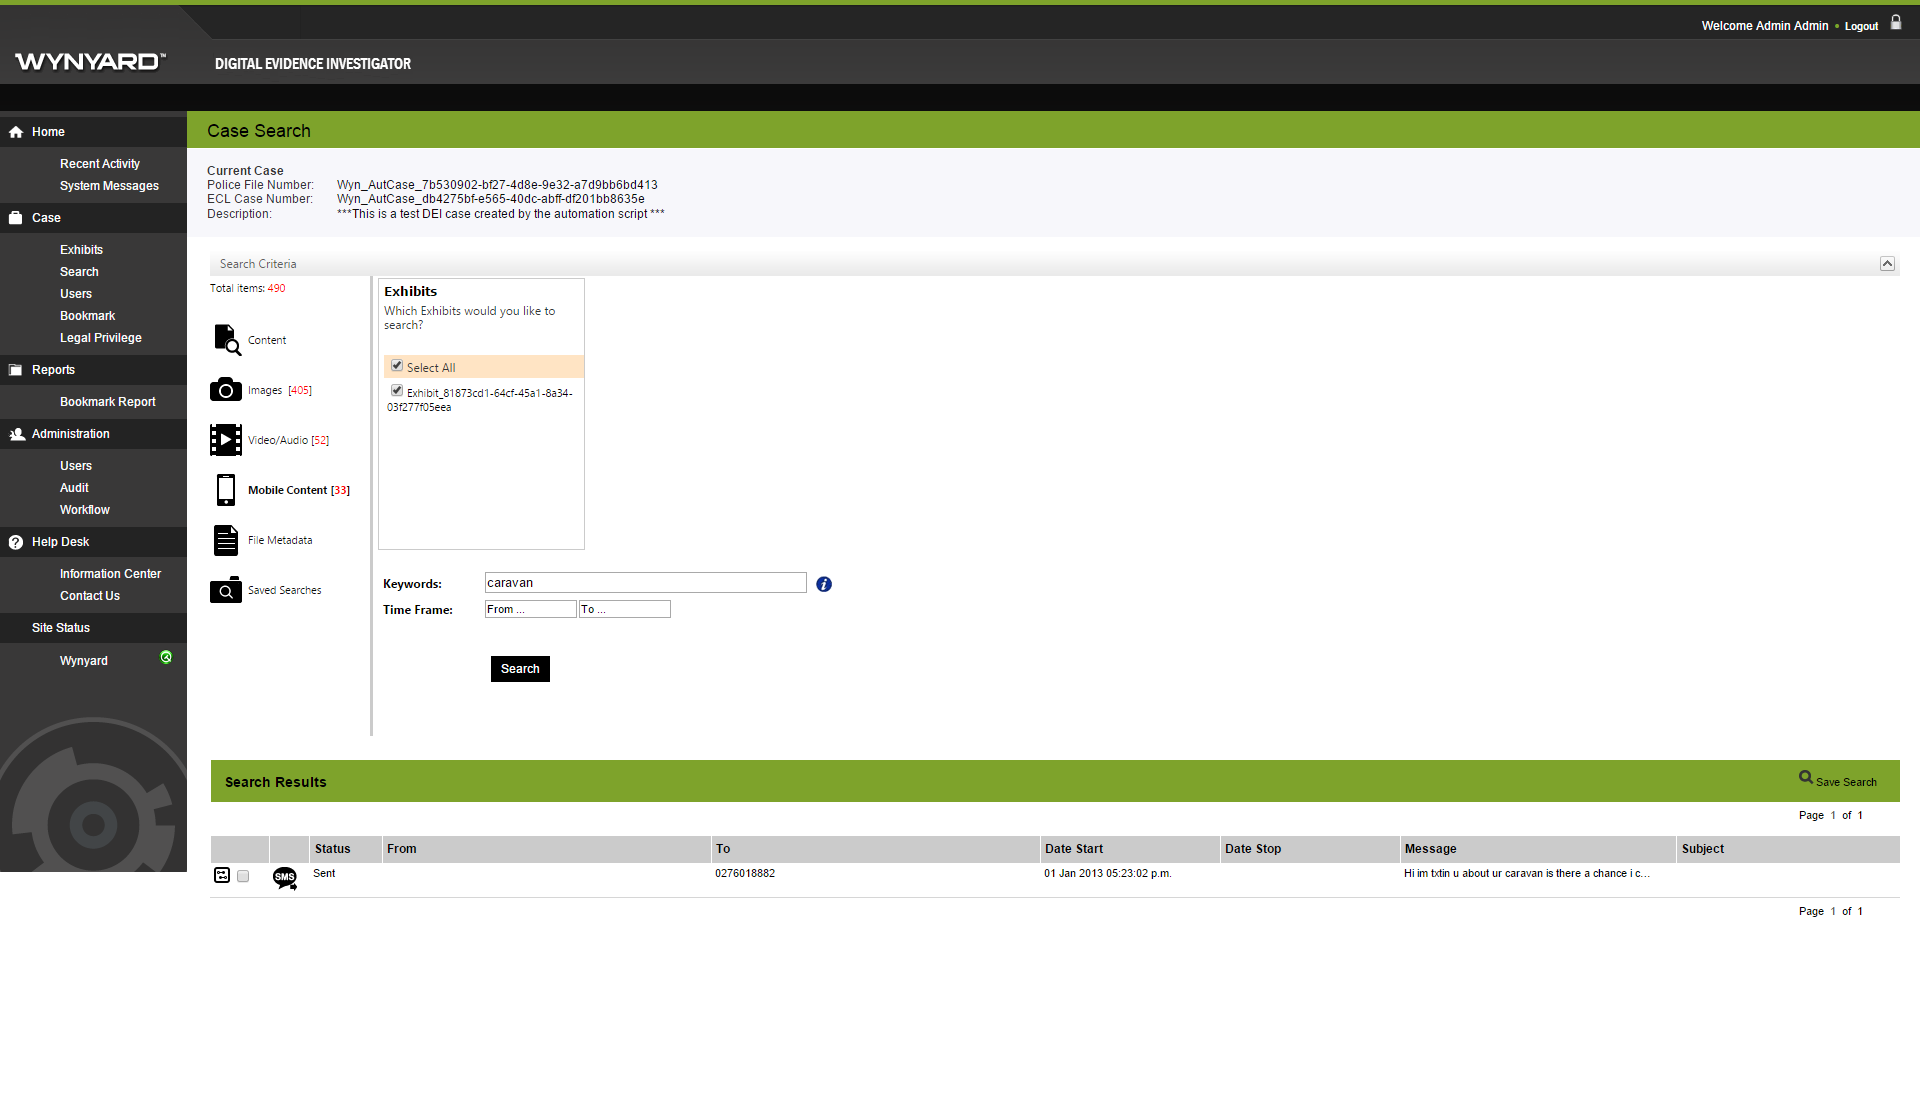 Welcome Admin Admin • Logout
WYNYARD™
DIGITAL EVIDENCE INVESTIGATOR
Home
Recent Activity
System Messages
Case
Exhibits
Search
Users
Bookmark
Legal Privilege
Reports
Bookmark Report
Administration
Users
Audit
Workflow
Help Desk
Information Center
Contact Us
Site Status
Wynyard
Case Search
Current Case
Police File Number: Wyn_AutCase_7b530902-bf27-4d8e-9e32-a7d9bb6bd413
ECL Case Number: Wyn_AutCase_db4275bf-e565-40dc-abff-df201bb8635e
Description: ***This is a test DEI case created by the automation script ***
Search Criteria
Total items: 490
Content
Images [405]
Video/Audio [52]
Mobile Content [33]
File Metadata
Saved Searches
Exhibits
Which Exhibits would you like to
search?
Select All
Exhibit_81873cd1-64cf-45a1-8a34-
03f277f05eea
Keywords: caravan
Time Frame: From ... To ...
Search
Search Results
Save Search
Page 1 of 1
Status From To Date Start Date Stop Message Subject
SMS Sent 0276018882 01 Jan 2013 05:23:02 p.m. Hi im txtin u about ur caravan is there a chance i c...
Page 1 of 1